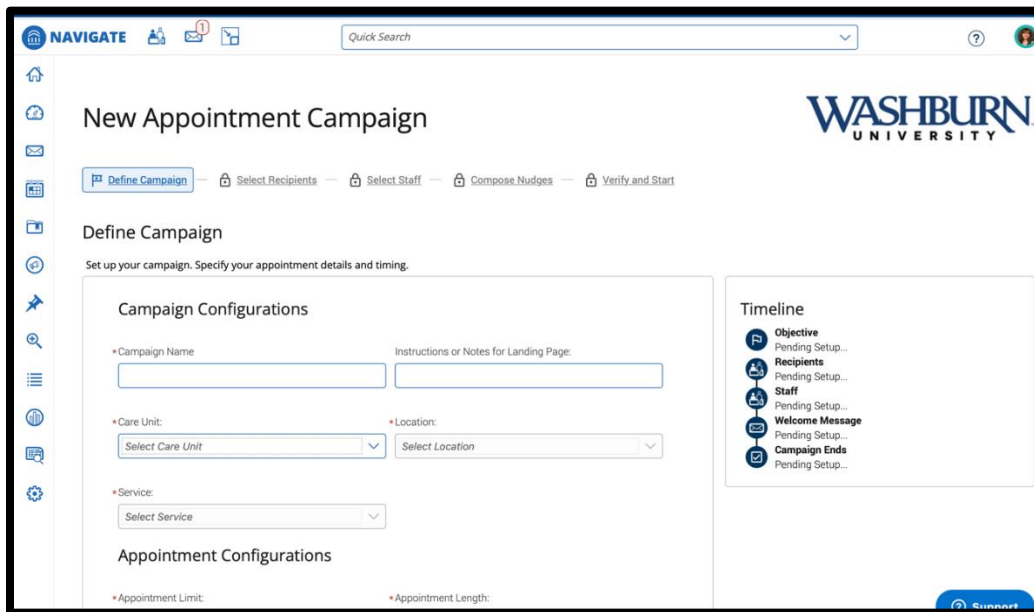 NAVIGATE
1
Quick Search
New Appointment Campaign
WASHBURN
UNIVERSITY
Define Campaign
Select Recipients
Select Staff
Compose Nudges
Verify and Start
Define Campaign
Set up your campaign. Specify your appointment details and timing.
Campaign Configurations
*Campaign Name
Instructions or Notes for Landing Page:
*Care Unit:
*Location:
Select Care Unit
Select Location
*Service:
Select Service
Appointment Configurations
*Appointment Limit:
*Appointment Length:
Timeline
Objective
Pending Setup...
Recipients
Pending Setup...
Staff
Pending Setup...
Welcome Message
Pending Setup...
Campaign Ends
Pending Setup...
? Support